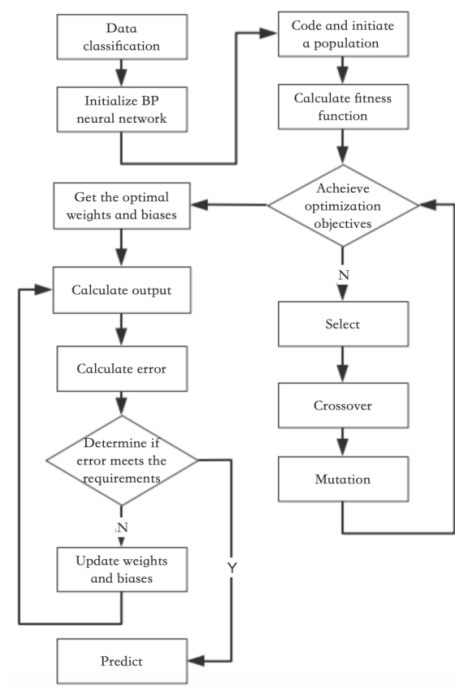 Data
classification
Initialize BP
neural network
Code and initiate
a population
Calculate fitness
function
Acheieve
optimization
objectives
N
Select
Crossover
Mutation
Get the optimal
weights and biases
Calculate output
Calculate error
Determine if
error meets the
requirements
N
Y
Update weights
and biases
Predict